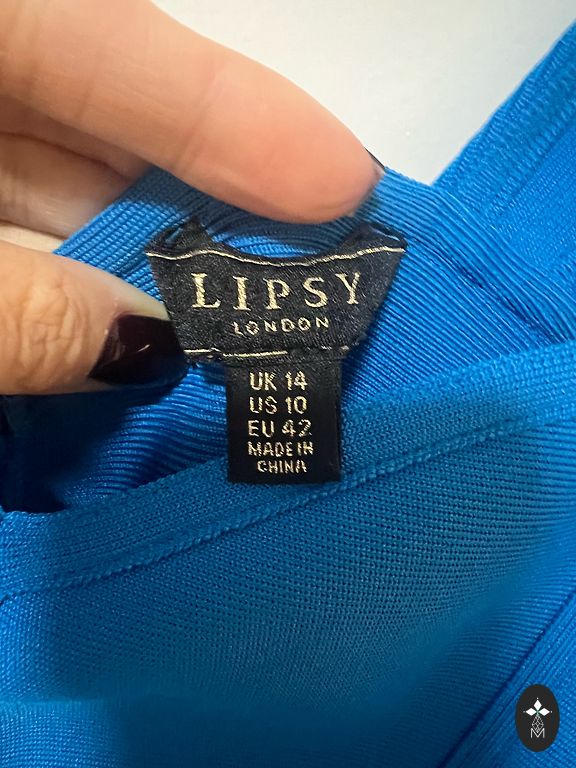 LIPSY
LONDON
UK 14
US 10
EU 42
MADE IN
CHINA
M